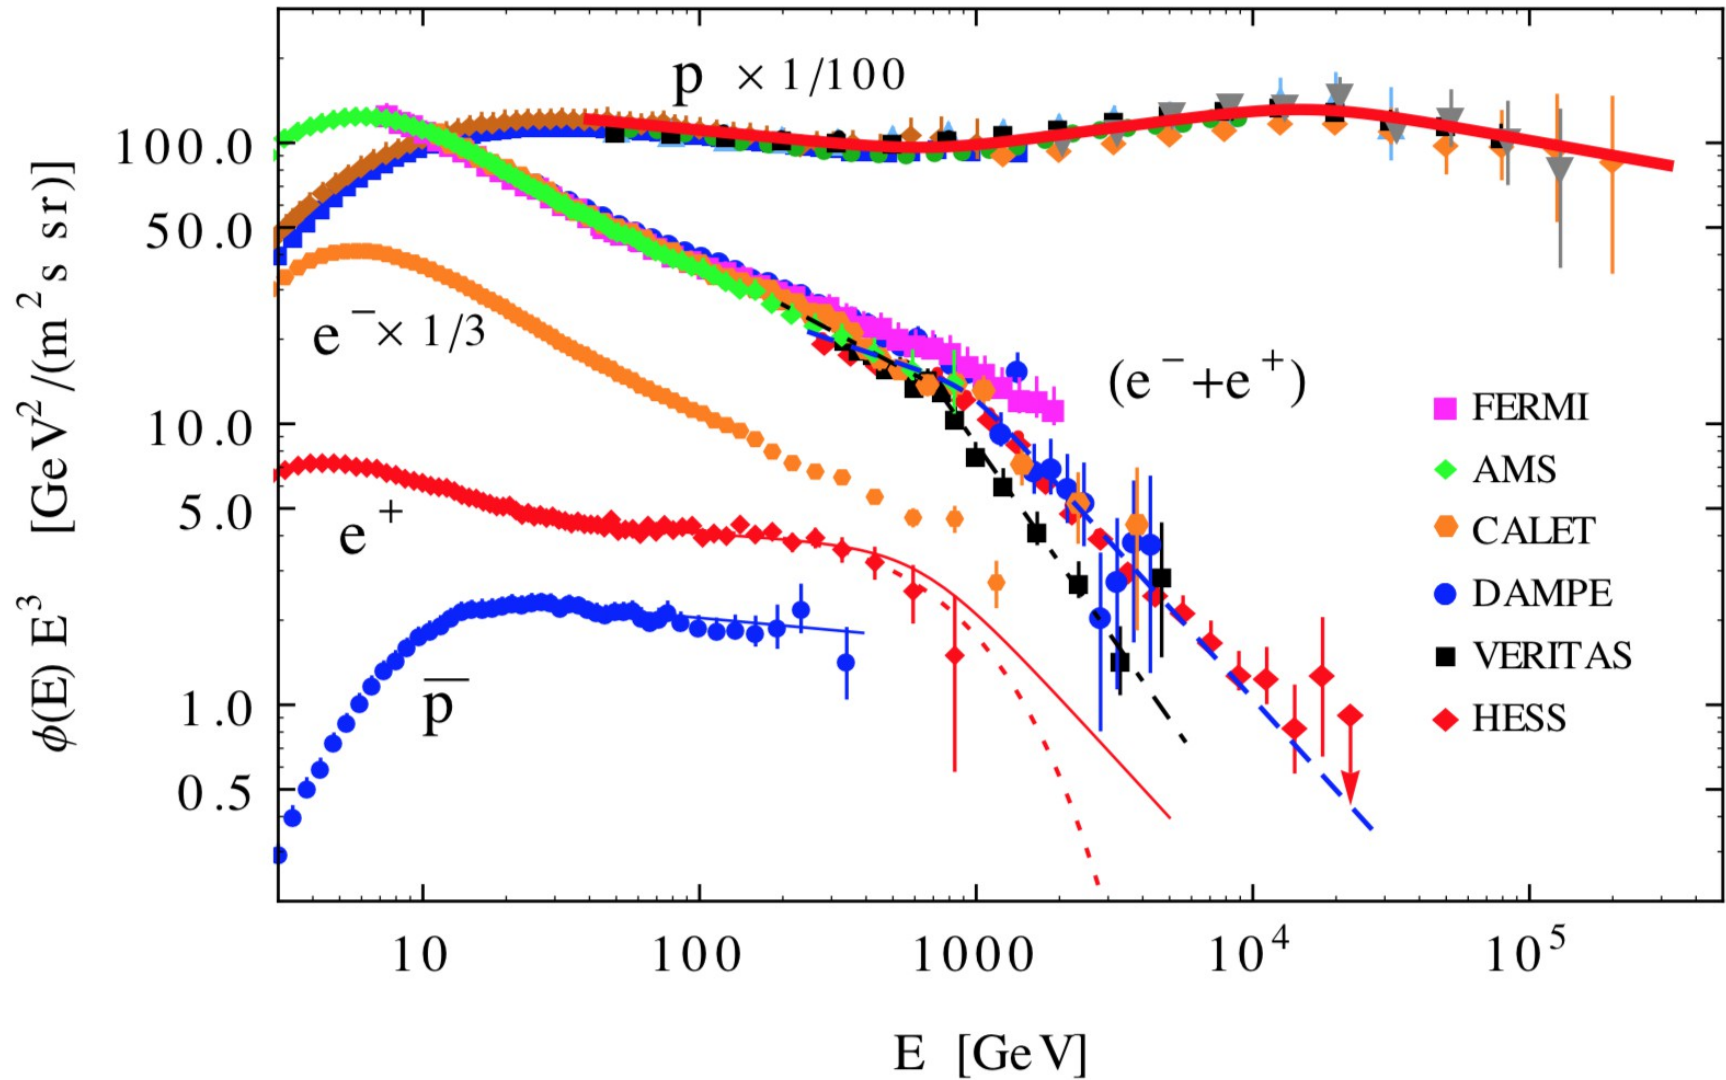 p × 1/100
100.0
50.0
e⁻ × 1/3
(e⁻+e⁺)
10.0
FERMI
AMS
5.0
e⁺
CALET
DAMPE
VERITAS
p̅
1.0
HESS
0.5
ϕ(E) E³ [GeV²/(m² s sr)]
10 100 1000 10⁴ 10⁵
E [GeV]